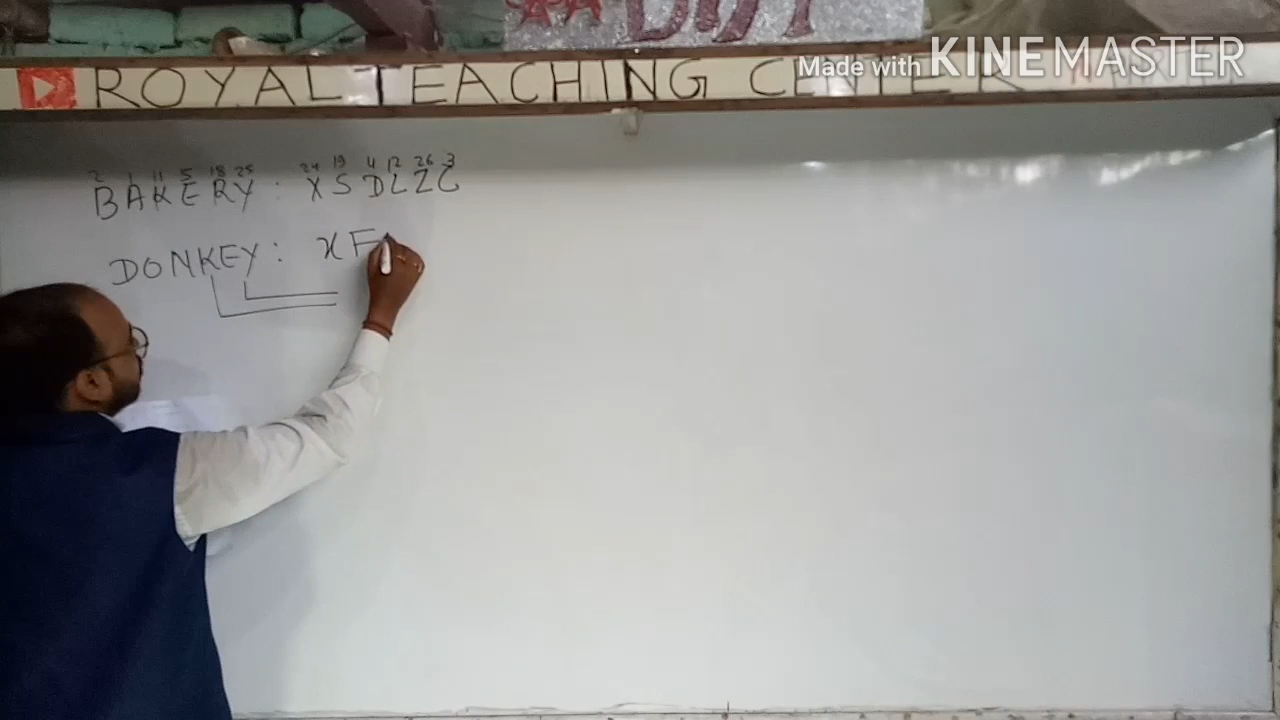 Made with KINEMASTER
ROYAL TEACHING CENTER
2 1 11 5 18 25 24 19 4 12 26 3
BAKERY : XSDLZC
DONKEY : XF